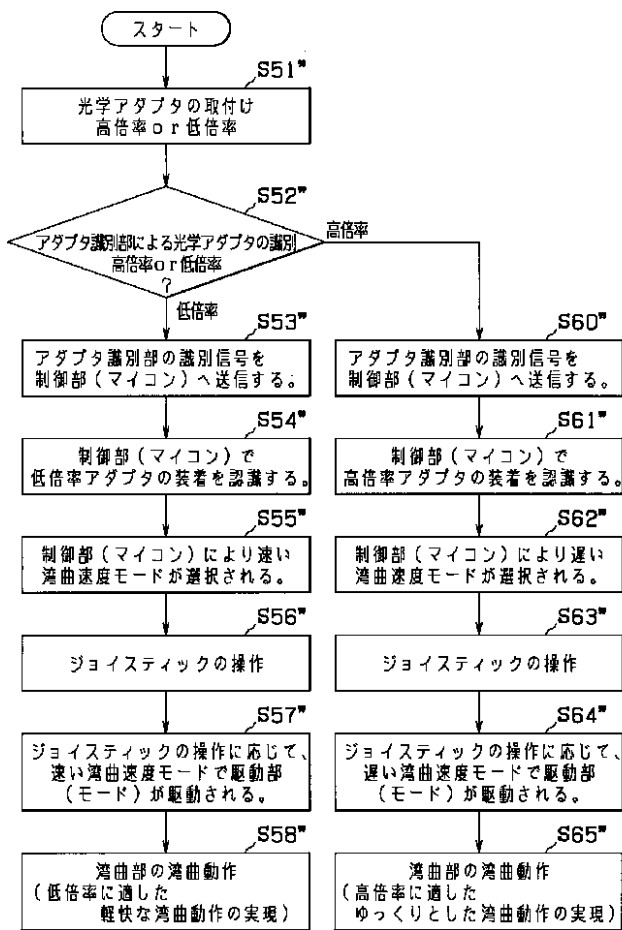 スタート
S51"'
光学アダプタの取付け
高倍率or低倍率
S52"'
アダプタ識別部による光学アダプタの識別
高倍率or低倍率
?
高倍率
低倍率
S53"'
アダプタ識別部の識別信号を
制御部(マイコン)へ送信する。
S54"'
制御部(マイコン)で
低倍率アダプタの装着を認識する。
S55"'
制御部(マイコン)により速い
湾曲速度モードが選択される。
S56"'
ジョイスティックの操作
S57"'
ジョイスティックの操作に応じて、
速い湾曲速度モードで駆動部
(モード)が駆動される。
S58"'
湾曲部の湾曲動作
(低倍率に適した
軽快な湾曲動作の実現)
S60"'
アダプタ識別部の識別信号を
制御部(マイコン)へ送信する。
S61"'
制御部(マイコン)で
高倍率アダプタの装着を認識する。
S62"'
制御部(マイコン)により遅い
湾曲速度モードが選択される。
S63"'
ジョイスティックの操作
S64"'
ジョイスティックの操作に応じて、
遅い湾曲速度モードで駆動部
(モード)が駆動される。
S65"'
湾曲部の湾曲動作
(高倍率に適した
ゆっくりとした湾曲動作の実現)